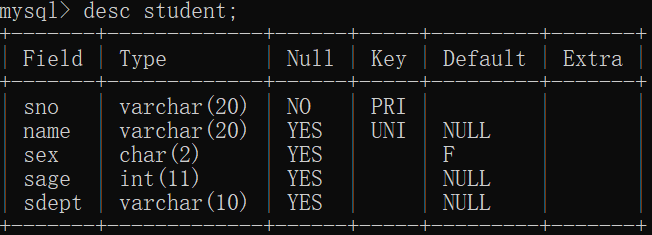 mysql> desc student;
+-------+-------------+------+-----+---------+-------+
| Field | Type        | Null | Key | Default | Extra |
+-------+-------------+------+-----+---------+-------+
| sno   | varchar(20) | NO   | PRI |         |       |
| name  | varchar(20) | YES  | UNI | NULL    |       |
| sex   | char(2)     | YES  |     | F       |       |
| sage  | int(11)     | YES  |     | NULL    |       |
| sdept | varchar(10) | YES  |     | NULL    |       |
+-------+-------------+------+-----+---------+-------+